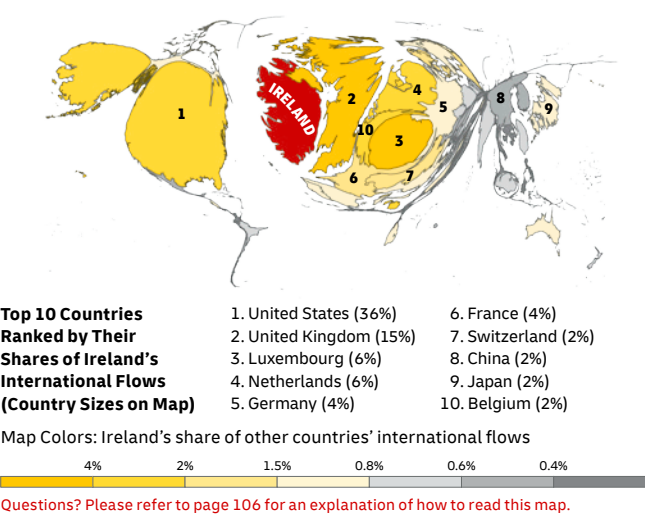 IRELAND
1
2
3
4
5
6
7
8
9
10
Top 10 Countries
Ranked by Their
Shares of Ireland's
International Flows
(Country Sizes on Map)
1. United States (36%)
2. United Kingdom (15%)
3. Luxembourg (6%)
4. Netherlands (6%)
5. Germany (4%)
6. France (4%)
7. Switzerland (2%)
8. China (2%)
9. Japan (2%)
10. Belgium (2%)
Map Colors: Ireland's share of other countries' international flows
4% 2% 1.5% 0.8% 0.6% 0.4%
Questions? Please refer to page 106 for an explanation of how to read this map.